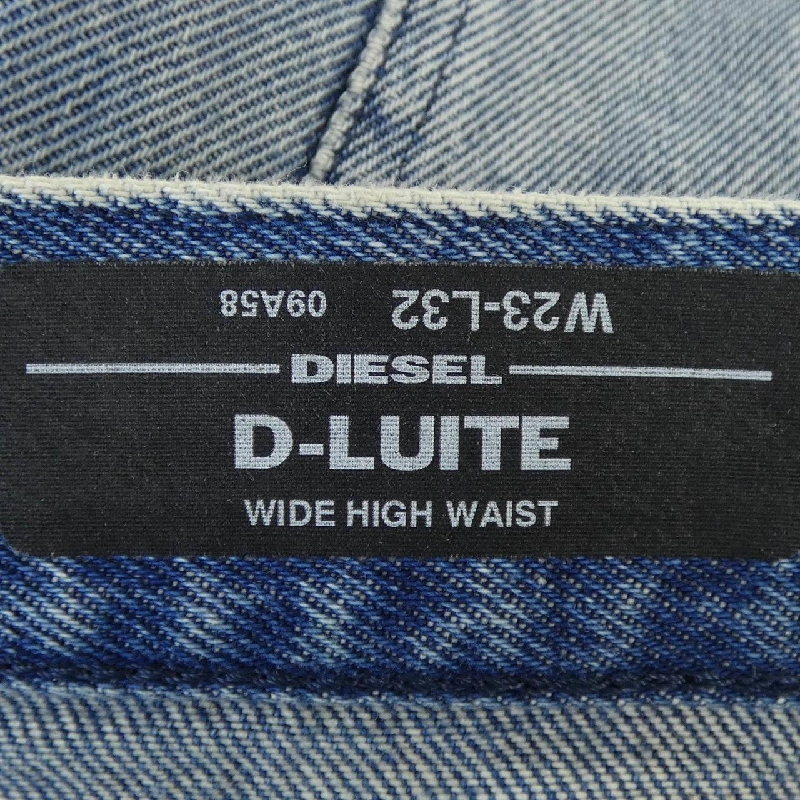 W23-L32 09A58
DIESEL
D-LUITE
WIDE HIGH WAIST